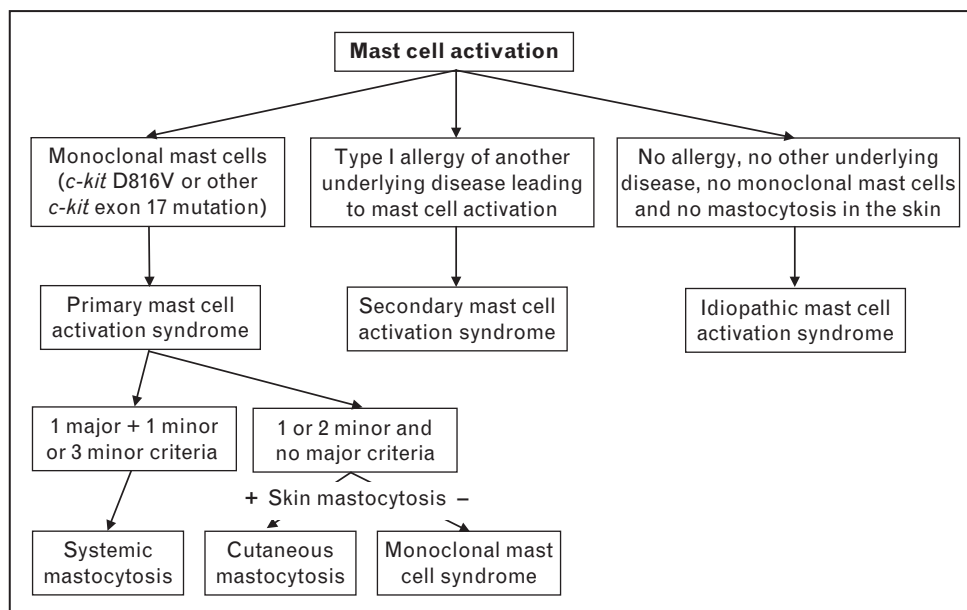 Mast cell activation
Monoclonal mast cells
(c-kit D816V or other
c-kit exon 17 mutation)
Type I allergy of another
underlying disease leading
to mast cell activation
No allergy, no other underlying
disease, no monoclonal mast cells
and no mastocytosis in the skin
Primary mast cell
activation syndrome
Secondary mast cell
activation syndrome
Idiopathic mast cell
activation syndrome
1 major + 1 minor
or 3 minor criteria
1 or 2 minor and
no major criteria
+ Skin mastocytosis –
Systemic
mastocytosis
Cutaneous
mastocytosis
Monoclonal mast
cell syndrome